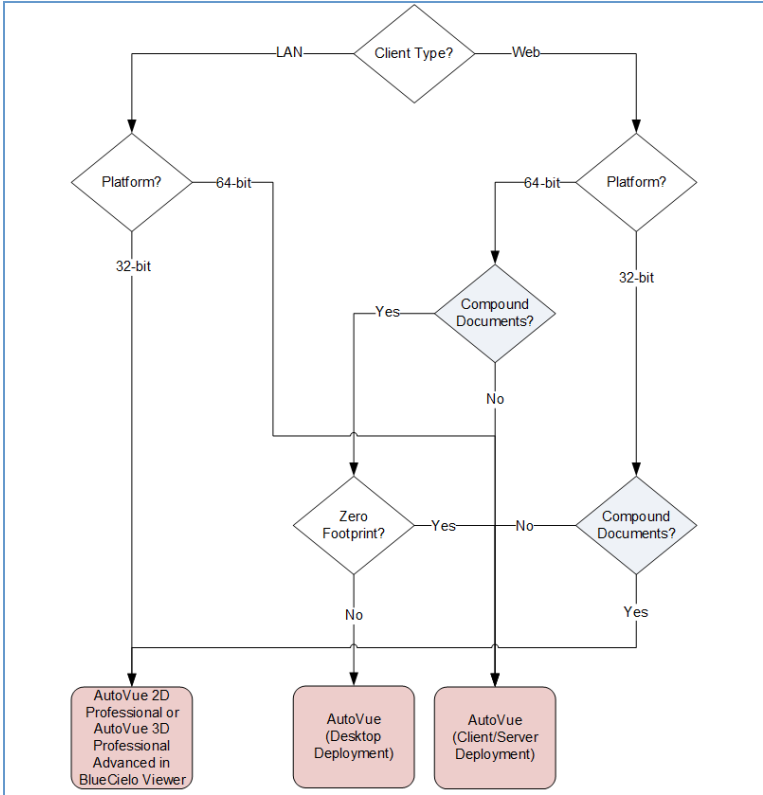 Client Type?
LAN
Web
Platform?
64-bit
64-bit
Platform?
32-bit
32-bit
Compound
Documents?
Yes
No
Zero
Footprint?
Yes
No
Compound
Documents?
No
Yes
AutoVue 2D
Professional or
AutoVue 3D
Professional
Advanced in
BlueCielo Viewer
AutoVue
(Desktop
Deployment)
AutoVue
(Client/Server
Deployment)